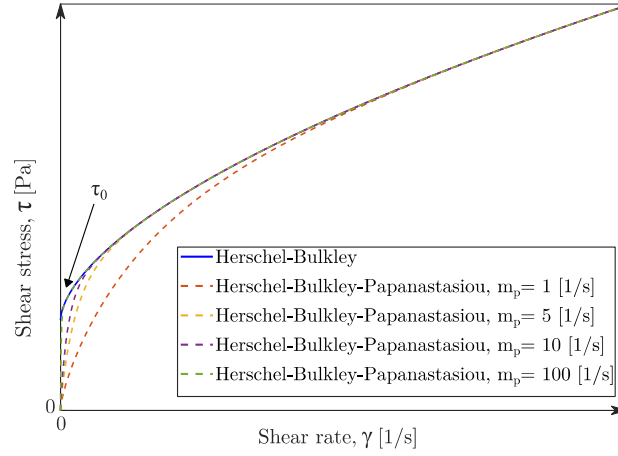 Shear stress, τ [Pa]
τ0
Herschel-Bulkley
Herschel-Bulkley-Papanastasiou, mp= 1 [1/s]
Herschel-Bulkley-Papanastasiou, mp= 5 [1/s]
Herschel-Bulkley-Papanastasiou, mp= 10 [1/s]
Herschel-Bulkley-Papanastasiou, mp= 100 [1/s]
0
0
Shear rate, γ [1/s]